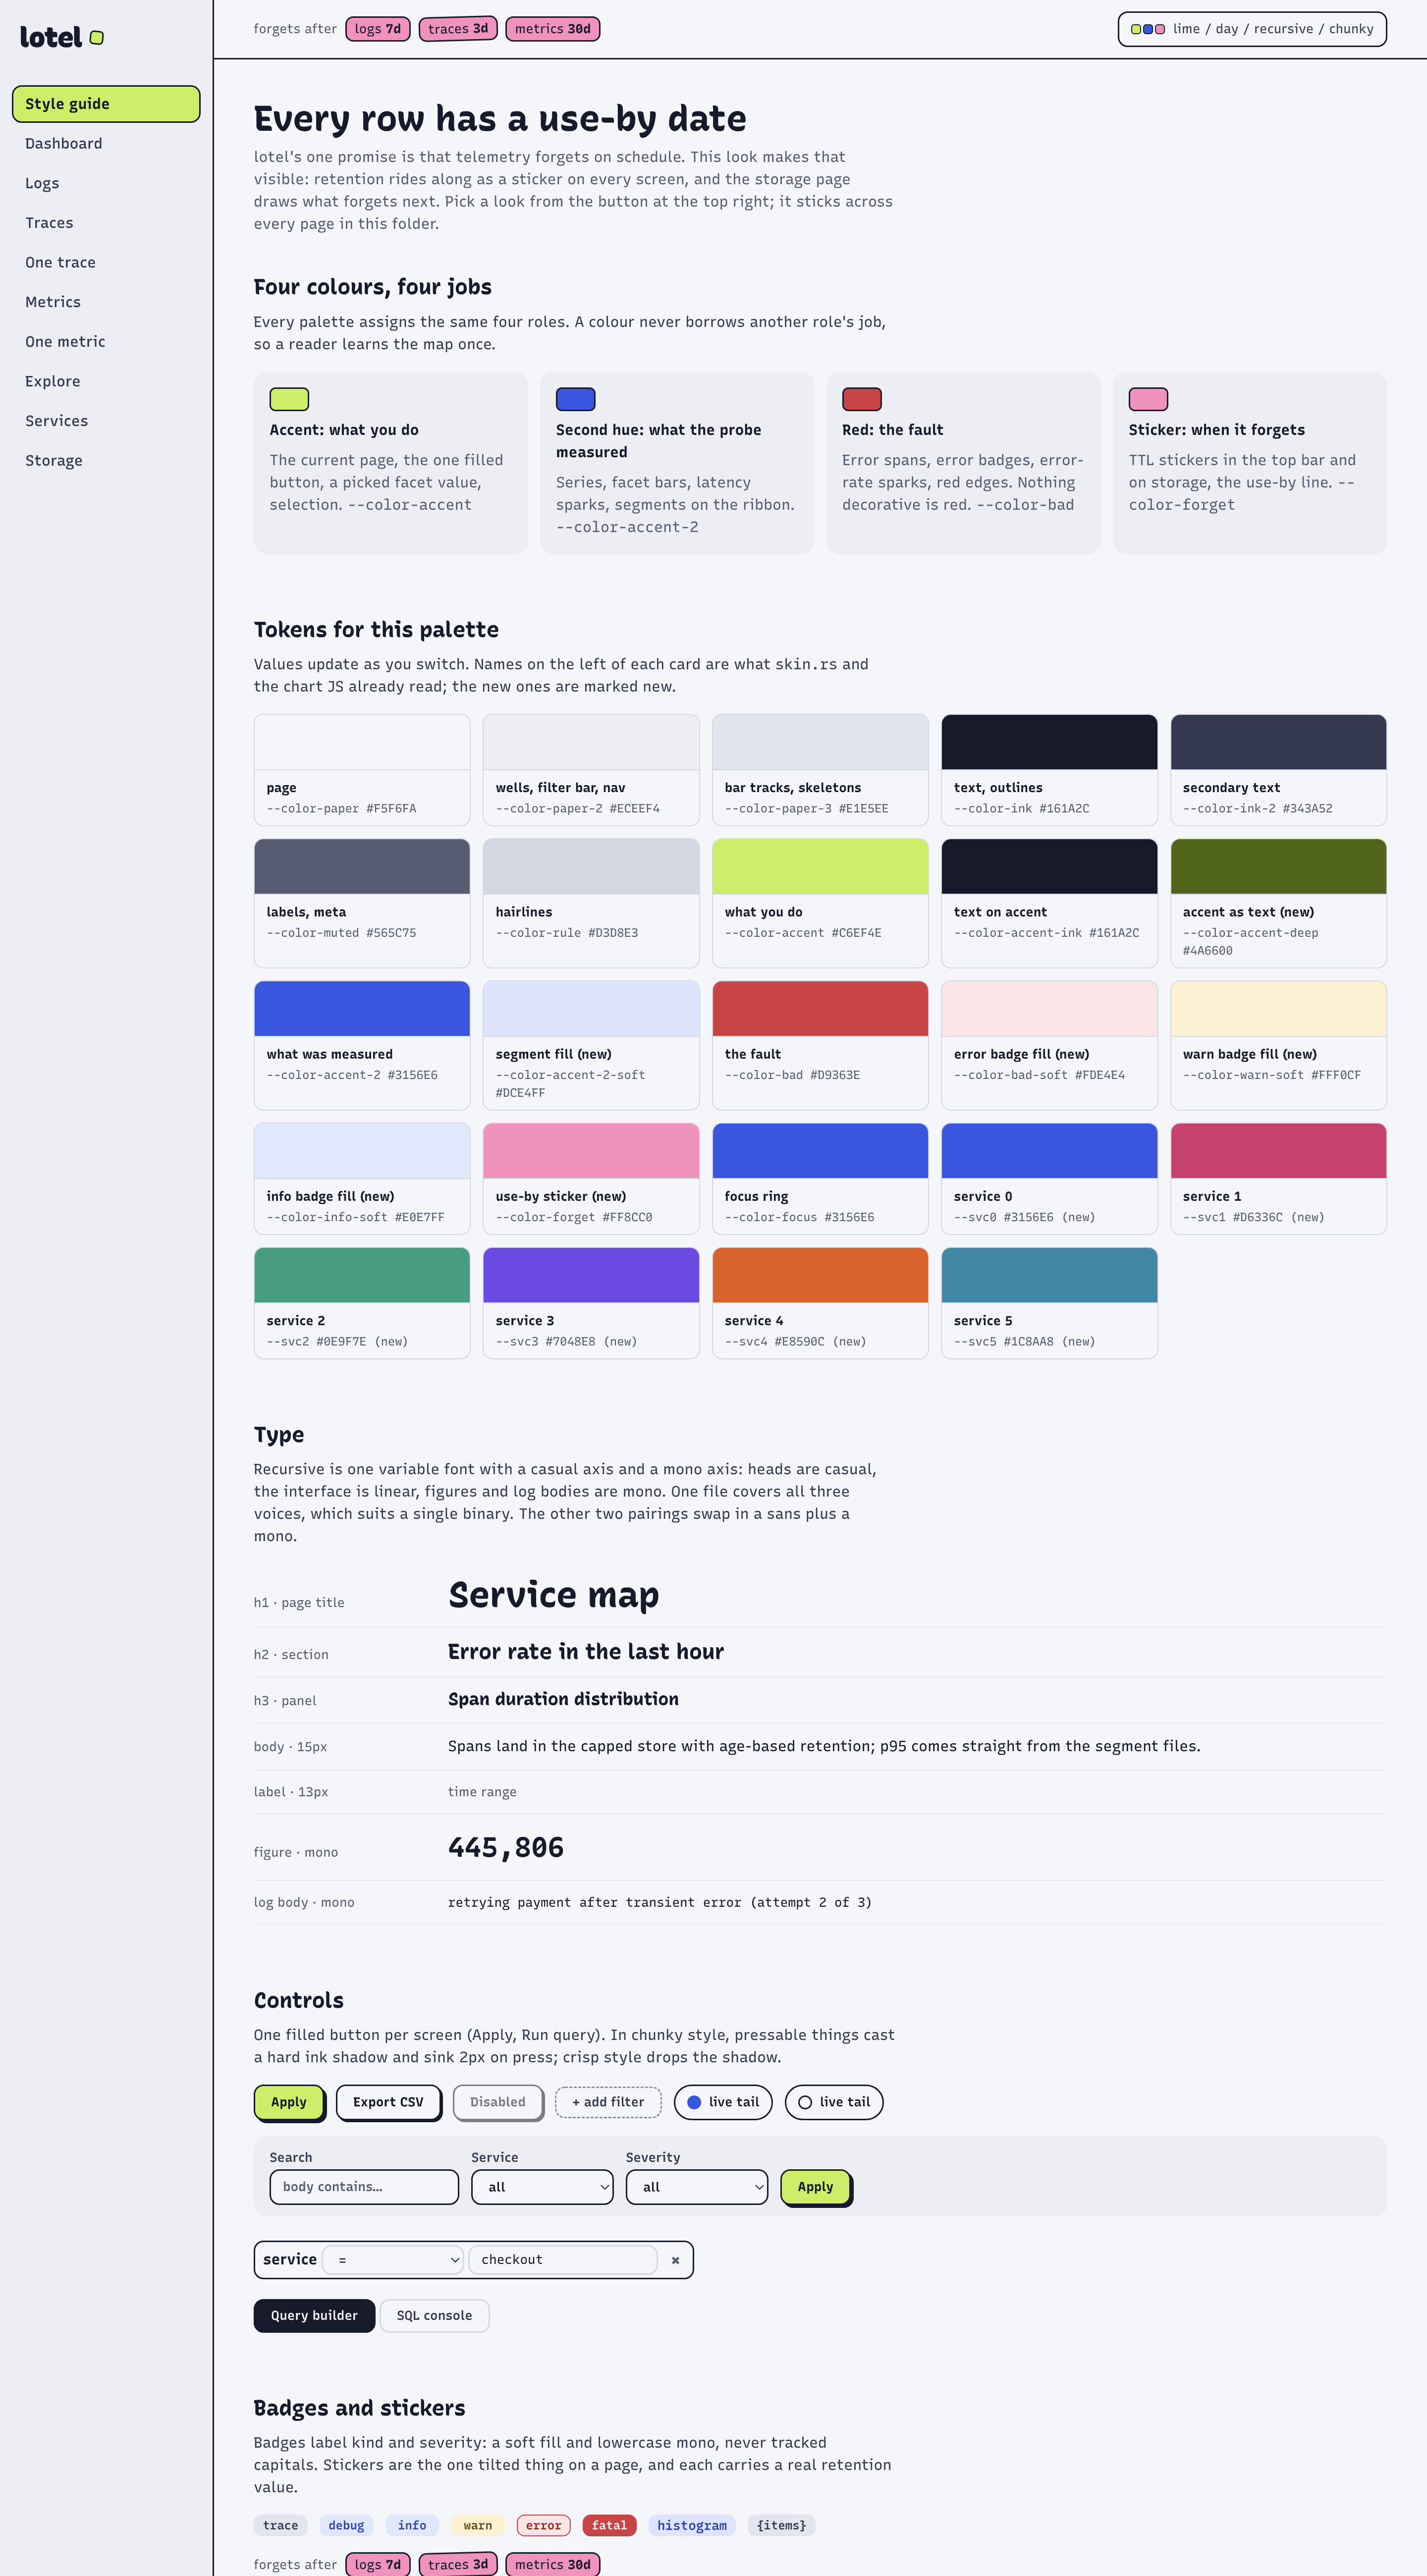 lotel
Style guide
Dashboard
Logs
Traces
One trace
Metrics
One metric
Explore
Services
Storage
forgets after logs 7d traces 3d metrics 30d
lime / day / recursive / chunky
Every row has a use-by date
lotel's one promise is that telemetry forgets on schedule. This look makes that
visible: retention rides along as a sticker on every screen, and the storage page
draws what forgets next. Pick a look from the button at the top right; it sticks across
every page in this folder.
Four colours, four jobs
Every palette assigns the same four roles. A colour never borrows another role's job,
so a reader learns the map once.
Accent: what you do
The current page, the one filled
button, a picked facet value,
selection. --color-accent
Second hue: what the probe
measured
Series, facet bars, latency
sparks, segments on the ribbon.
--color-accent-2
Red: the fault
Error spans, error badges, error-
rate sparks, red edges. Nothing
decorative is red. --color-bad
Sticker: when it forgets
TTL stickers in the top bar and
on storage, the use-by line. --
color-forget
Tokens for this palette
Values update as you switch. Names on the left of each card are what skin.rs and
the chart JS already read; the new ones are marked new.
page
--color-paper #F5F6FA
wells, filter bar, nav
--color-paper-2 #ECEEF4
bar tracks, skeletons
--color-paper-3 #E1E5EE
text, outlines
--color-ink #161A2C
secondary text
--color-ink-2 #343A52
labels, meta
--color-muted #565C75
hairlines
--color-rule #D3D8E3
what you do
--color-accent #C6EF4E
text on accent
--color-accent-ink #161A2C
accent as text (new)
--color-accent-deep
#4A6600
what was measured
--color-accent-2 #3156E6
segment fill (new)
--color-accent-2-soft
#DCE4FF
the fault
--color-bad #D9363E
error badge fill (new)
--color-bad-soft #FDE4E4
warn badge fill (new)
--color-warn-soft #FFF0CF
info badge fill (new)
--color-info-soft #E0E7FF
use-by sticker (new)
--color-forget #FF8CC0
focus ring
--color-focus #3156E6
service 0
--svc0 #3156E6 (new)
service 1
--svc1 #D6336C (new)
service 2
--svc2 #0E9F7E (new)
service 3
--svc3 #7048E8 (new)
service 4
--svc4 #E8590C (new)
service 5
--svc5 #1C8AA8 (new)
Type
Recursive is one variable font with a casual axis and a mono axis: heads are casual,
the interface is linear, figures and log bodies are mono. One file covers all three
voices, which suits a single binary. The other two pairings swap in a sans plus a
mono.
h1 · page title Service map
h2 · section Error rate in the last hour
h3 · panel Span duration distribution
body · 15px Spans land in the capped store with age-based retention; p95 comes straight from the segment files.
label · 13px time range
figure · mono 445,806
log body · mono retrying payment after transient error (attempt 2 of 3)
Controls
One filled button per screen (Apply, Run query). In chunky style, pressable things cast
a hard ink shadow and sink 2px on press; crisp style drops the shadow.
Apply Export CSV Disabled + add filter live tail live tail
Search Service Severity
body contains… all all Apply
service = checkout ×
Query builder SQL console
Badges and stickers
Badges label kind and severity: a soft fill and lowercase mono, never tracked
capitals. Stickers are the one tilted thing on a page, and each carries a real retention
value.
trace debug info warn error fatal histogram {items}
forgets after logs 7d traces 3d metrics 30d